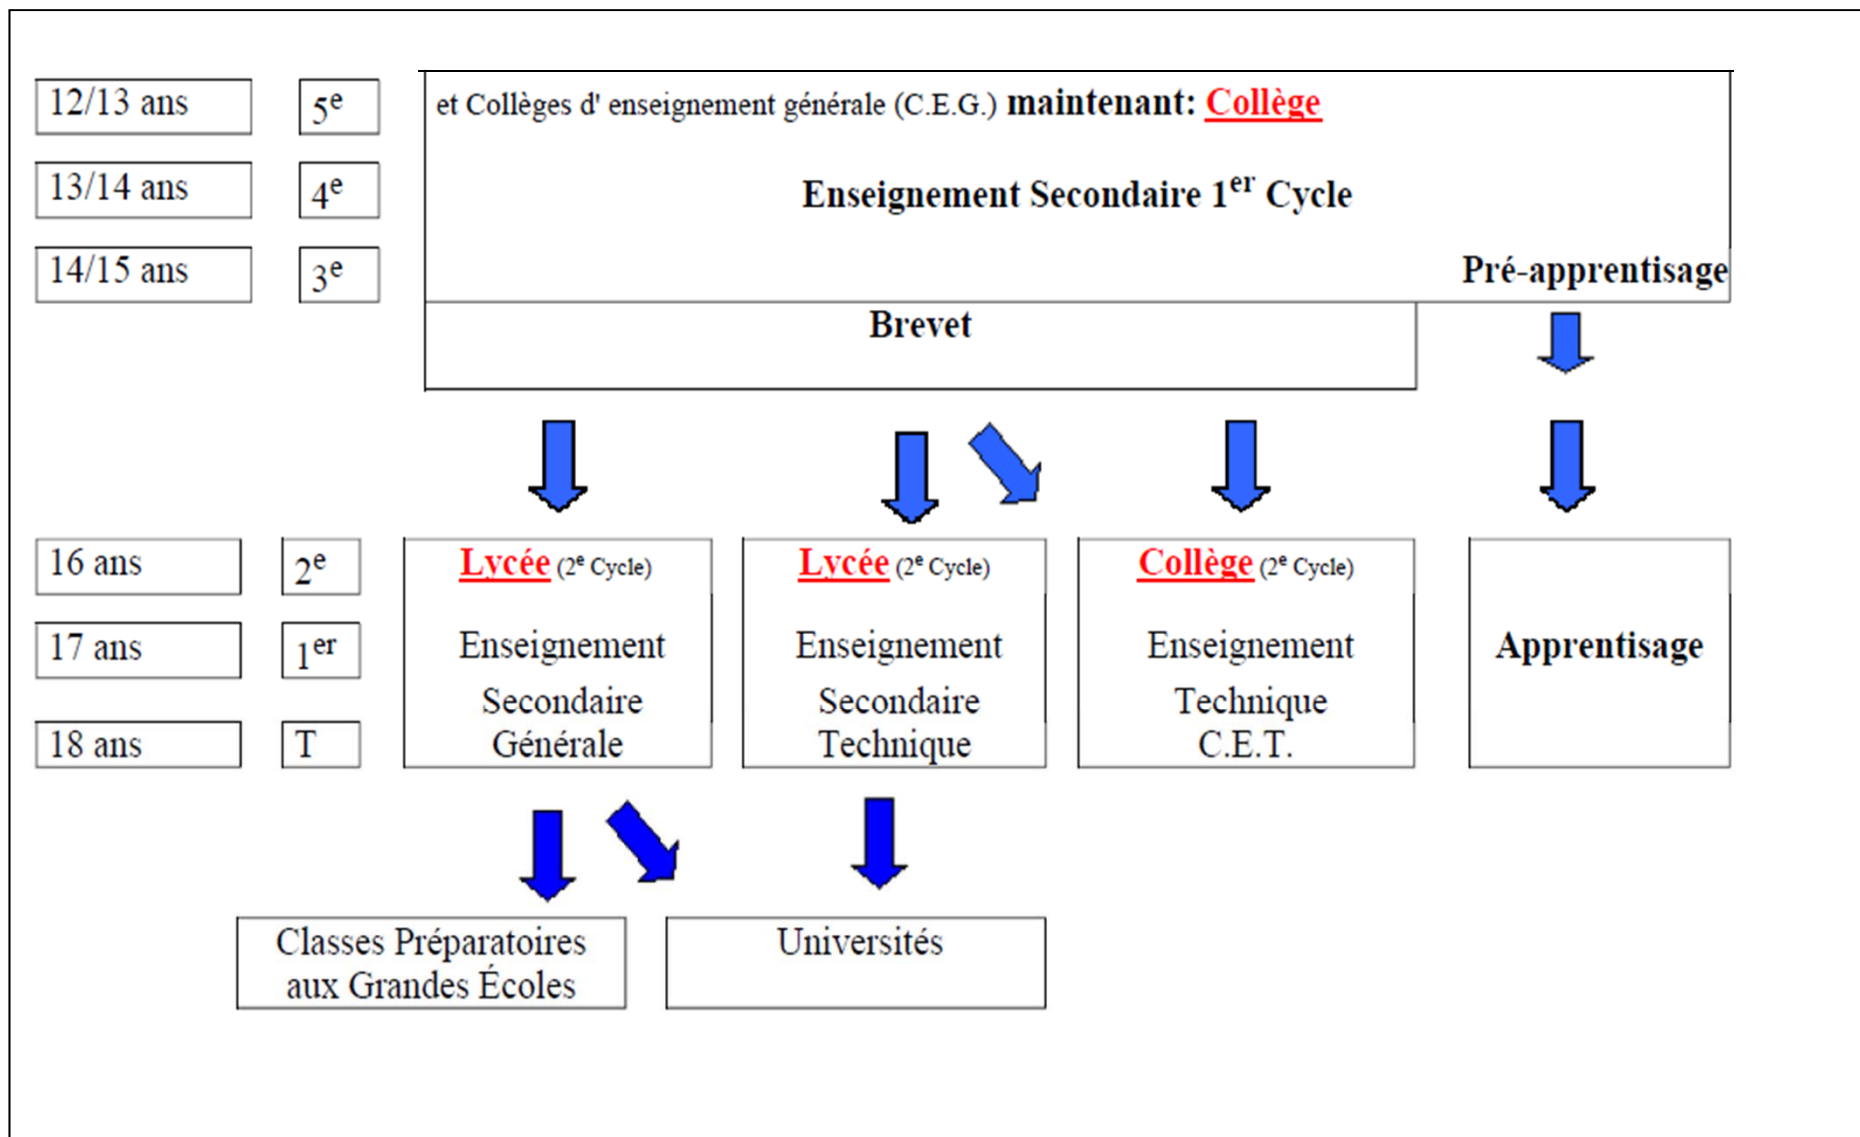 12/13 ans 5e et Collèges d' enseignement générale (C.E.G.) maintenant: Collège
13/14 ans 4e Enseignement Secondaire 1er Cycle
14/15 ans 3e Pré-apprentisage
Brevet
16 ans 2e Lycée (2e Cycle) Lycée (2e Cycle) Collège (2e Cycle)
17 ans 1er Enseignement Enseignement Enseignement Apprentisage
Secondaire Secondaire Technique
18 ans T Générale Technique C.E.T.
Classes Préparatoires Universités
aux Grandes Écoles